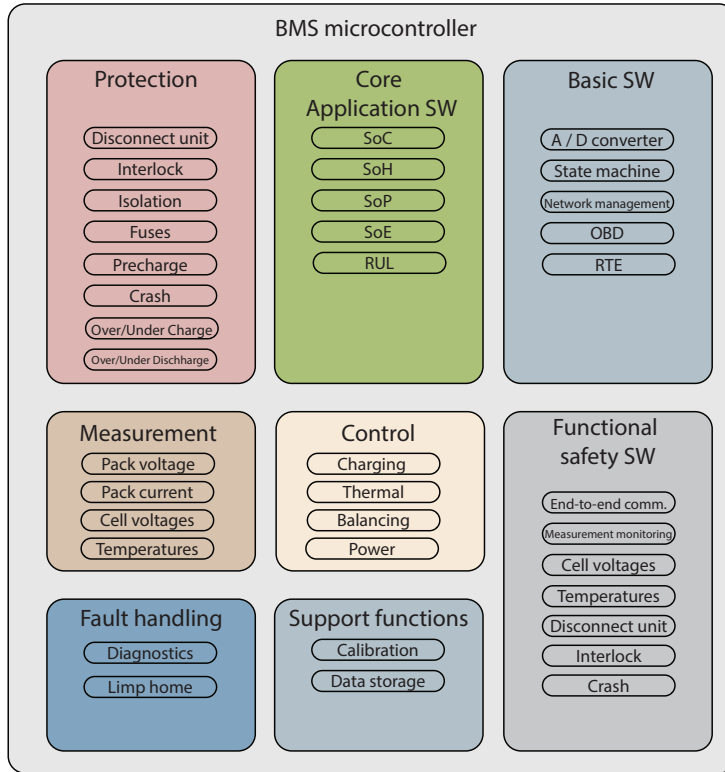 BMS microcontroller
Protection
Disconnect unit
Interlock
Isolation
Fuses
Precharge
Crash
Over/Under Charge
Over/Under Dischharge
Core
Application SW
SoC
SoH
SoP
SoE
RUL
Basic SW
A / D converter
State machine
Network management
OBD
RTE
Measurement
Pack voltage
Pack current
Cell voltages
Temperatures
Control
Charging
Thermal
Balancing
Power
Functional
safety SW
End-to-end comm.
Measurement monitoring
Cell voltages
Temperatures
Disconnect unit
Interlock
Crash
Fault handling
Diagnostics
Limp home
Support functions
Calibration
Data storage